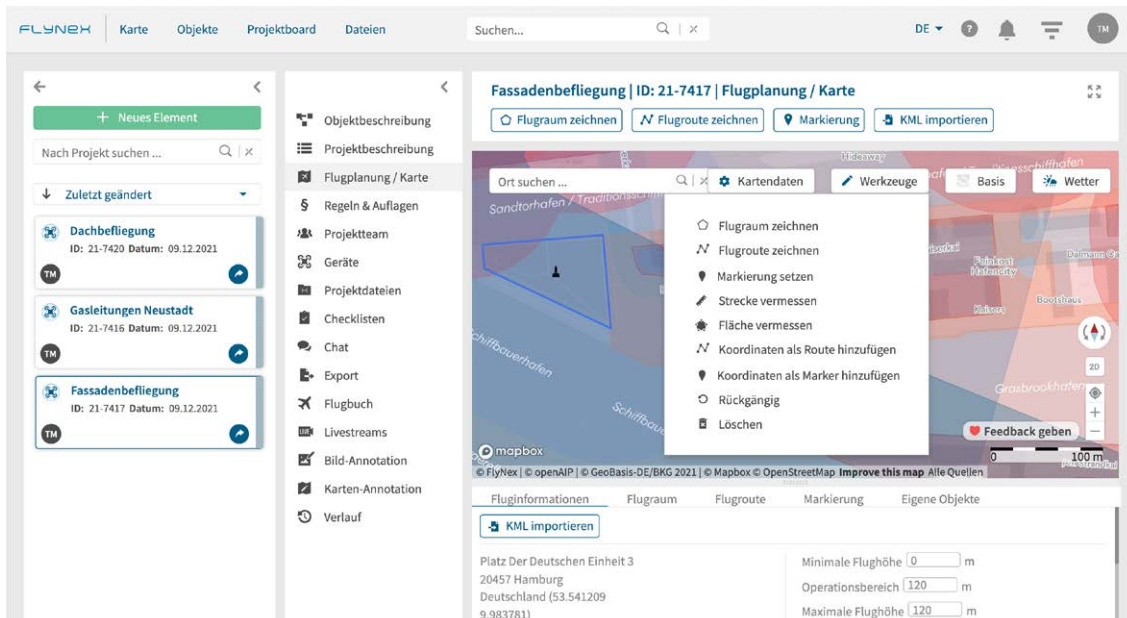 FLYNEX Karte Objekte Projektboard Dateien Suchen... DE TM
Neues Element
Nach Projekt suchen ...
Zuletzt geändert
Dachbefliegung
ID: 21-7420 Datum: 09.12.2021
TM
Gasleitungen Neustadt
ID: 21-7416 Datum: 09.12.2021
TM
Fassadenbefliegung
ID: 21-7417 Datum: 09.12.2021
TM
Objektbeschreibung
Projektbeschreibung
Flugplanung / Karte
Regeln & Auflagen
Projektteam
Geräte
Projektdateien
Checklisten
Chat
Export
Flugbuch
Livestreams
Bild-Annotation
Karten-Annotation
Verlauf
Fassadenbefliegung | ID: 21-7417 | Flugplanung / Karte
Flugraum zeichnen Flugroute zeichnen Markierung KML importieren
Hideaway
Ort suchen ... Kartendaten Werkzeuge Basis Wetter
Sandtorhafen / Traditionsschiffhafen
Flugraum zeichnen
Flugroute zeichnen
Markierung setzen
Strecke vermessen
Fläche vermessen
Koordinaten als Route hinzufügen
Koordinaten als Marker hinzufügen
Rückgängig
Löschen
Feinkost
Hafencity
Bootshaus
Kaisers
Schiffbauerhafen
Grasbrookhafen
2D
Feedback geben
0 100 m
mapbox
© FlyNex | © openAIP | © GeoBasis-DE/BKG 2021 | © Mapbox © OpenStreetMap Improve this map Alle Quellen
Fluginformationen Flugraum Flugroute Markierung Eigene Objekte
KML importieren
Platz Der Deutschen Einheit 3
20457 Hamburg
Deutschland (53.541209
9.983781)
Minimale Flughöhe 0 m
Operationsbereich 120 m
Maximale Flughöhe 120 m